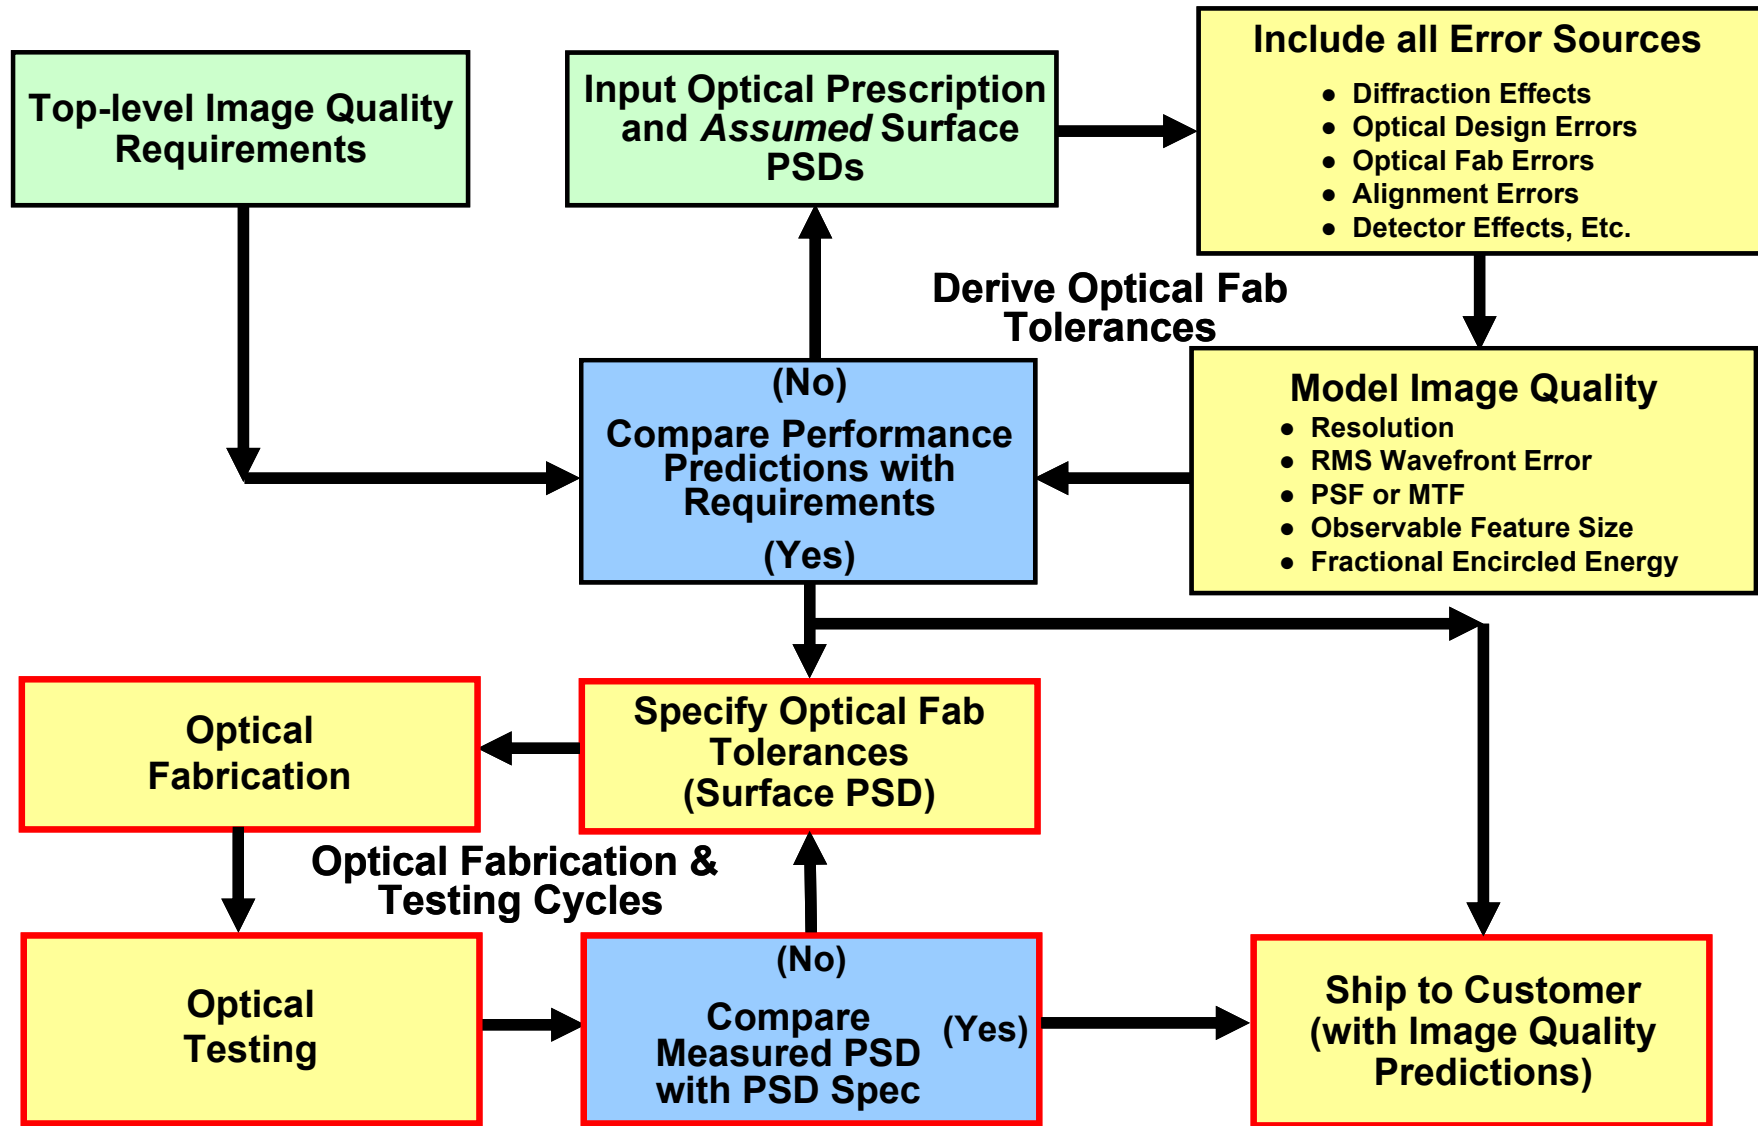 Top-level Image Quality
Requirements
Input Optical Prescription
and Assumed Surface
PSDs
Include all Error Sources
● Diffraction Effects
● Optical Design Errors
● Optical Fab Errors
● Alignment Errors
● Detector Effects, Etc.
Derive Optical Fab
Tolerances
(No)
Compare Performance
Predictions with
Requirements
(Yes)
Model Image Quality
● Resolution
● RMS Wavefront Error
● PSF or MTF
● Observable Feature Size
● Fractional Encircled Energy
Optical
Fabrication
Specify Optical Fab
Tolerances
(Surface PSD)
Optical Fabrication &
Testing Cycles
Optical
Testing
(No)
Compare
Measured PSD
with PSD Spec
(Yes)
Ship to Customer
(with Image Quality
Predictions)